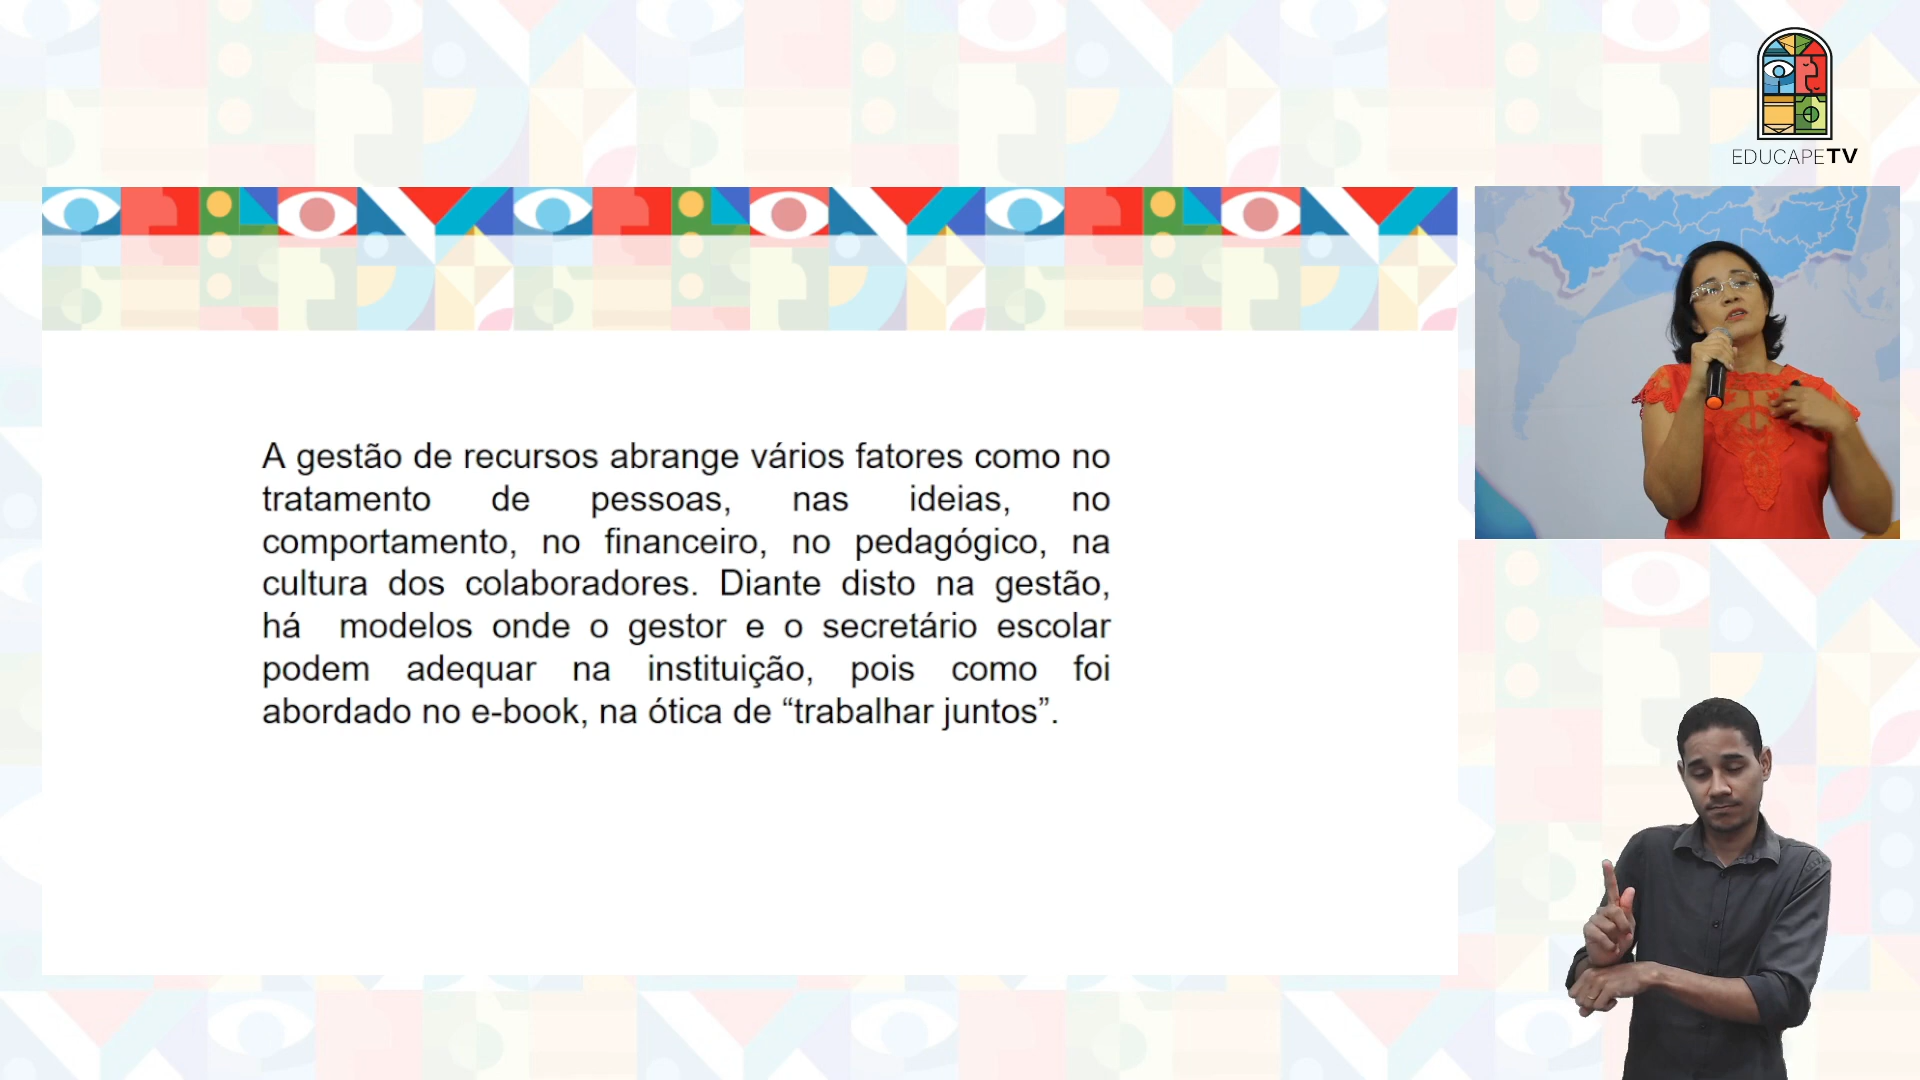 EDUCAPETV
A gestão de recursos abrange vários fatores como no
tratamento de pessoas, nas ideias, no
comportamento, no financeiro, no pedagógico, na
cultura dos colaboradores. Diante disto na gestão,
há modelos onde o gestor e o secretário escolar
podem adequar na instituição, pois como foi
abordado no e-book, na ótica de “trabalhar juntos”.